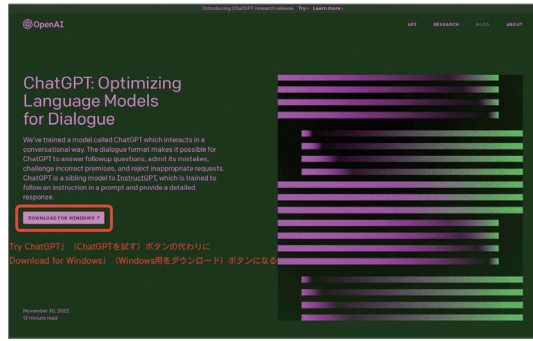 Introducing ChatGPT research release Try› Learn more›
OpenAI
API RESEARCH BLOG ABOUT
ChatGPT: Optimizing
Language Models
for Dialogue
We've trained a model called ChatGPT which interacts in a
conversational way. The dialogue format makes it possible for
ChatGPT to answer followup questions, admit its mistakes,
challenge incorrect premises, and reject inappropriate requests.
ChatGPT is a sibling model to InstructGPT, which is trained to
follow an instruction in a prompt and provide a detailed
response.
DOWNLOAD FOR WINDOWS ↗
Try ChatGPT」（ChatGPTを試す）ボタンの代わりに
Download for Windows」（Windows用をダウンロード）ボタンになる
November 30, 2022
13 minute read